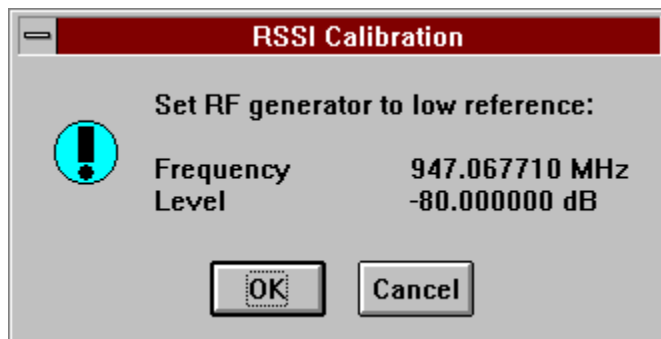 RSSI Calibration
Set RF generator to low reference:
Frequency 947.067710 MHz
Level -80.000000 dB
OK Cancel